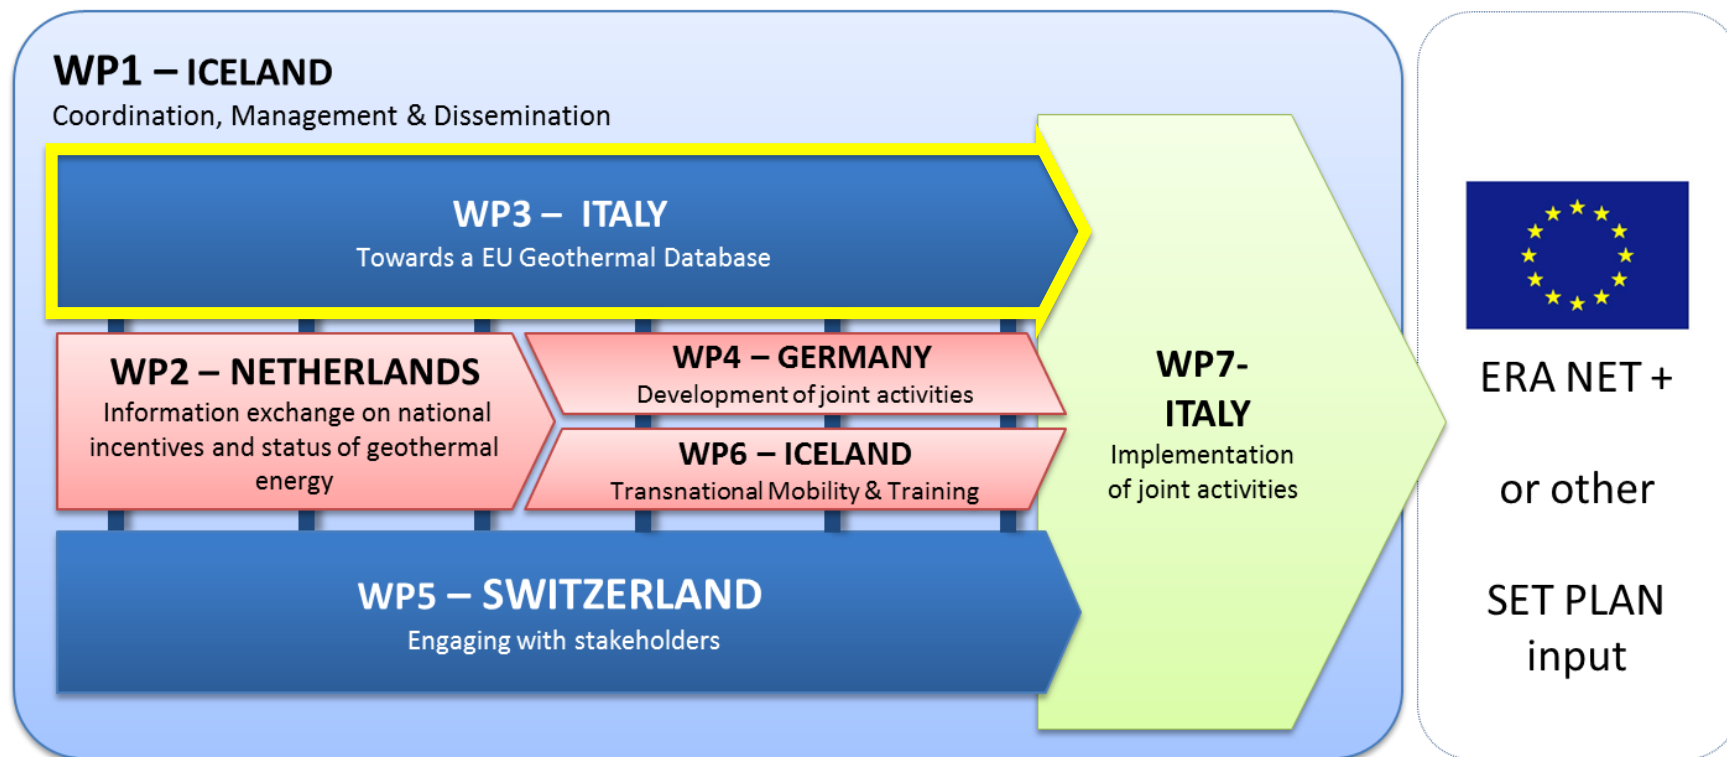 WP1 – ICELAND
Coordination, Management & Dissemination
WP3 – ITALY
Towards a EU Geothermal Database
WP2 – NETHERLANDS
Information exchange on national
incentives and status of geothermal
energy
WP4 – GERMANY
Development of joint activities
WP6 – ICELAND
Transnational Mobility & Training
WP5 – SWITZERLAND
Engaging with stakeholders
WP7-
ITALY
Implementation
of joint activities
ERA NET +
or other
SET PLAN
input